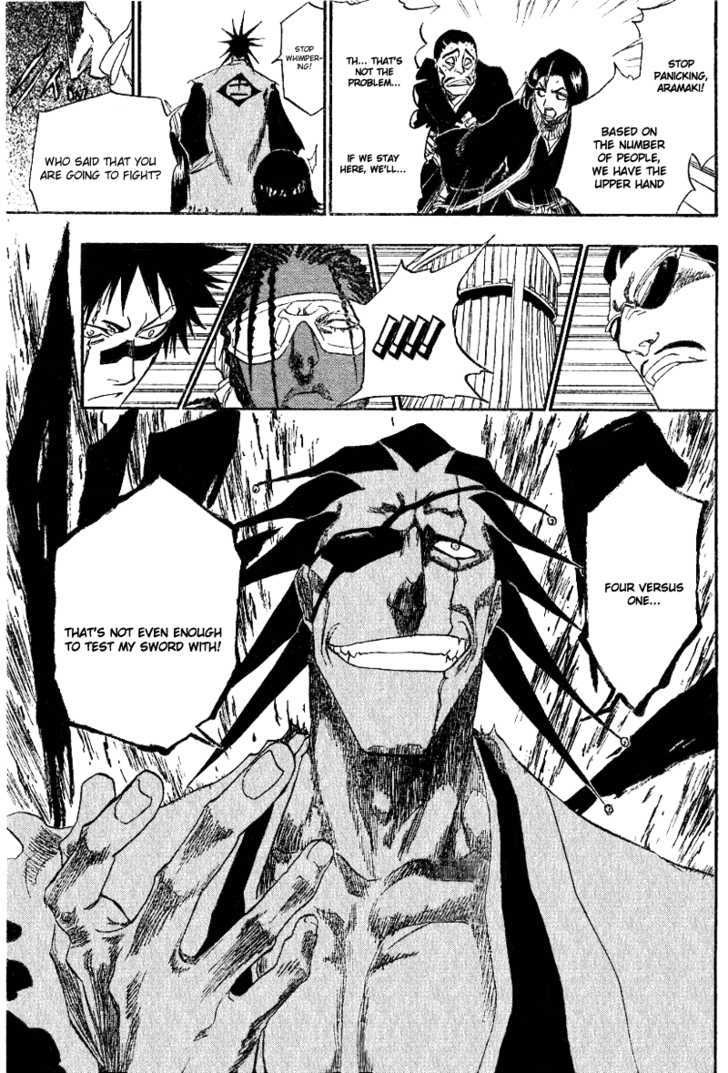 STOP
PANICKING,
ARAMAKI!
BASED ON
THE NUMBER
OF PEOPLE,
WE HAVE THE
UPPER HAND
TH... THAT'S
NOT THE
PROBLEM...
IF WE STAY
HERE, WE'LL...
STOP
WHIMPER-
ING!
WHO SAID THAT YOU
ARE GOING TO FIGHT?
!!!!
FOUR VERSUS
ONE...
THAT'S NOT EVEN ENOUGH
TO TEST MY SWORD WITH!